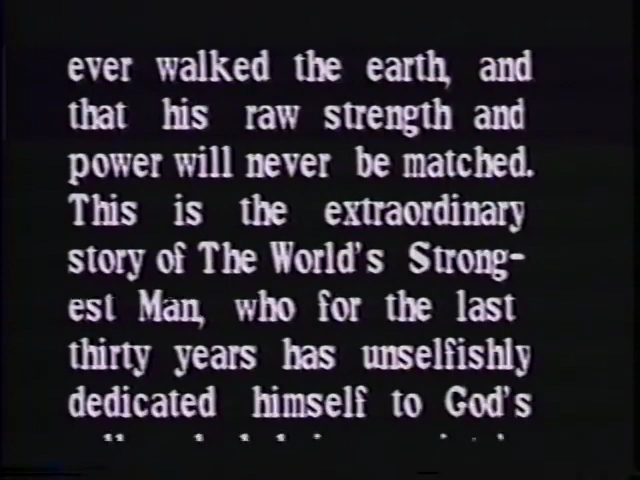 ever walked the earth, and
that his raw strength and
power will never be matched.
This is the extraordinary
story of The World's Strong-
est Man, who for the last
thirty years has unselfishly
dedicated himself to God's